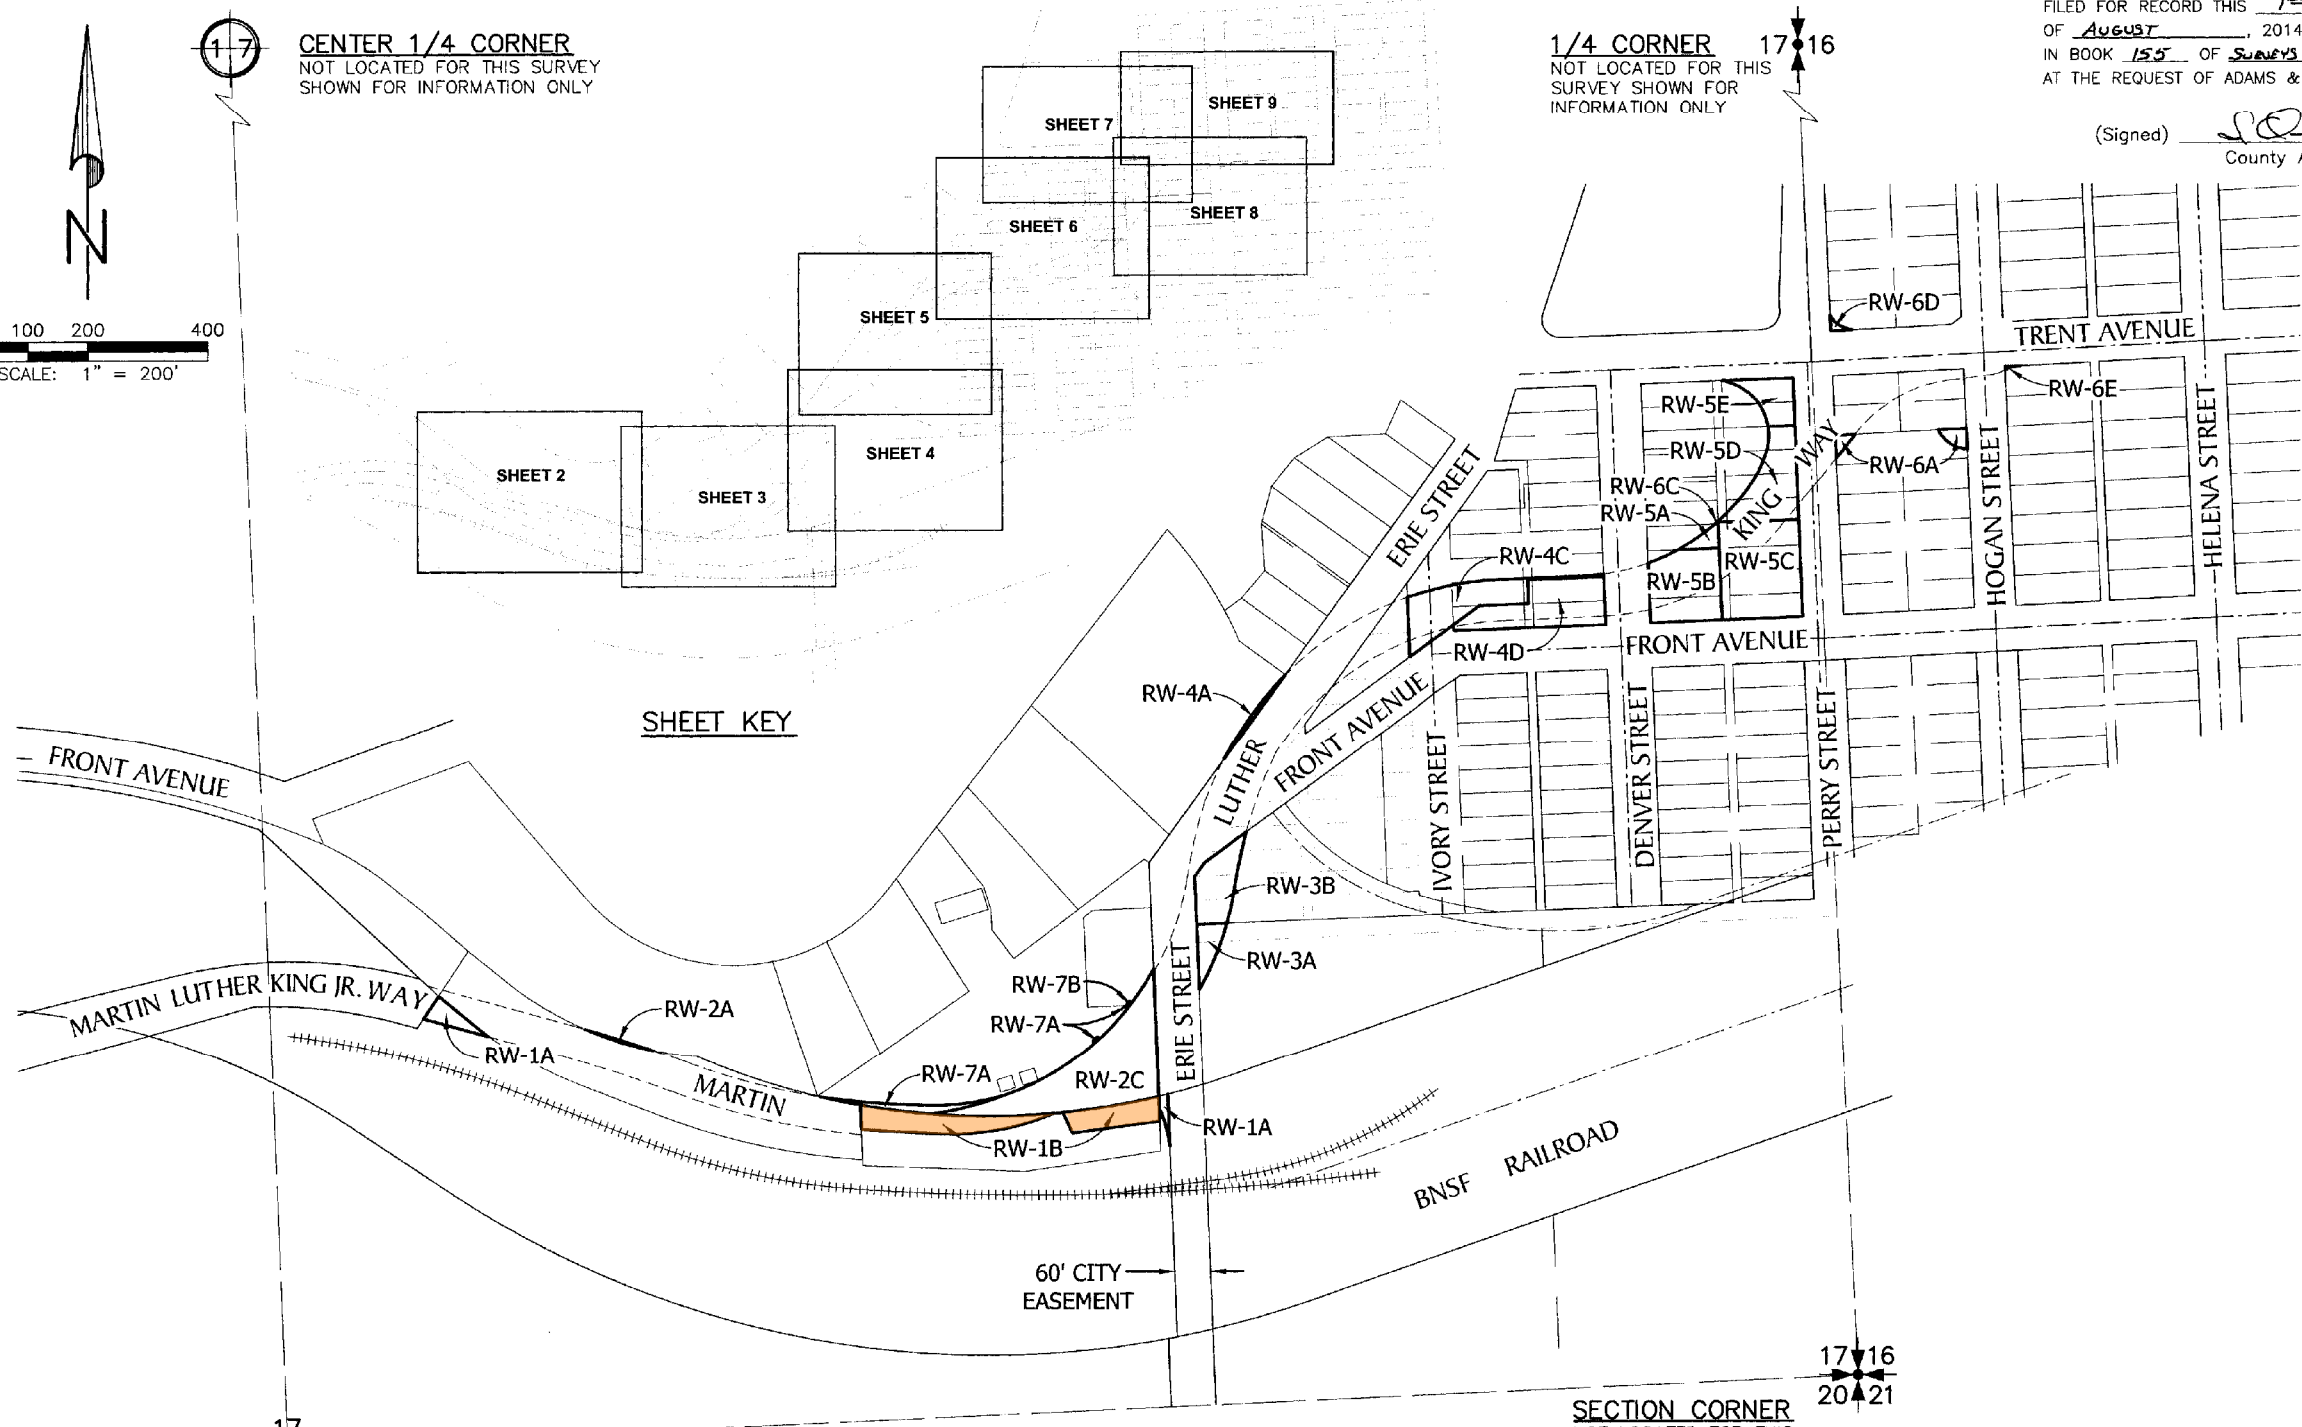 17
CENTER 1/4 CORNER
NOT LOCATED FOR THIS SURVEY
SHOWN FOR INFORMATION ONLY
1/4 CORNER
17 16
NOT LOCATED FOR THIS
SURVEY SHOWN FOR
INFORMATION ONLY
FILED FOR RECORD THIS
OF AUGUST, 2014
IN BOOK 155 OF SURVEYS
AT THE REQUEST OF ADAMS &
(Signed)
County
N
100 200 400
SCALE: 1" = 200'
SHEET 9
SHEET 7
SHEET 8
SHEET 6
SHEET 5
SHEET 4
SHEET 2
SHEET 3
SHEET KEY
RW-6D
TRENT AVENUE
RW-6E
RW-5E
RW-5D
WAY
RW-6A
RW-6C
RW-5A
KING
RW-5B
RW-5C
HOGAN STREET
HELENA STREET
ERIE STREET
RW-4C
RW-4D
FRONT AVENUE
RW-4A
LUTHER
FRONT AVENUE
IVORY STREET
DENVER STREET
PERRY STREET
FRONT AVENUE
RW-3B
RW-3A
ERIE STREET
MARTIN LUTHER KING JR. WAY
RW-1A
RW-2A
RW-7B
RW-7A
RW-7A
RW-2C
MARTIN
RW-1B
RW-1A
BNSF RAILROAD
60' CITY
EASEMENT
17 16
20 21
SECTION CORNER
17